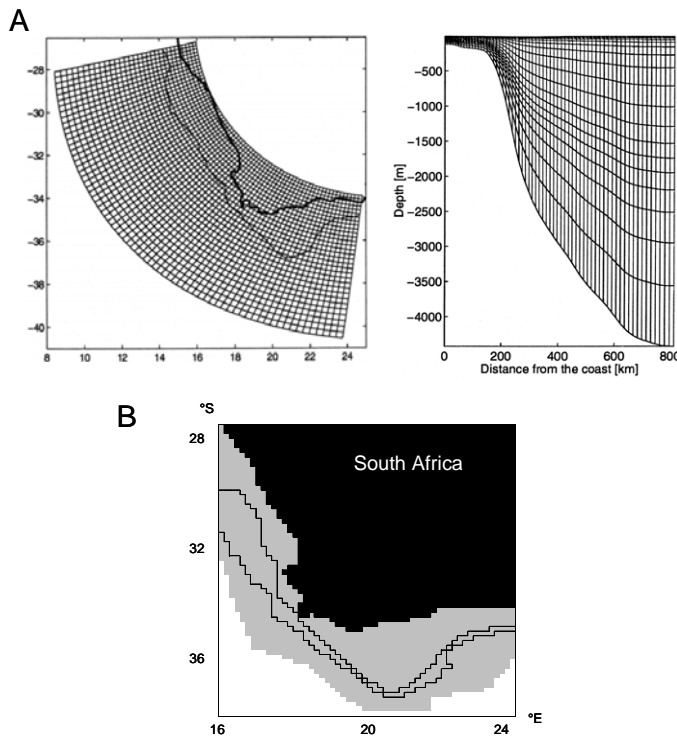 A
−28
−30
−32
−34
−36
−38
−40
8 10 12 14 16 18 20 22 24
Depth [m]
−500
−1000
−1500
−2000
−2500
−3000
−3500
−4000
0 200 400 600 800
Distance from the coast [km]
B
°S
28
32
36
South Africa
16 20 24
°E